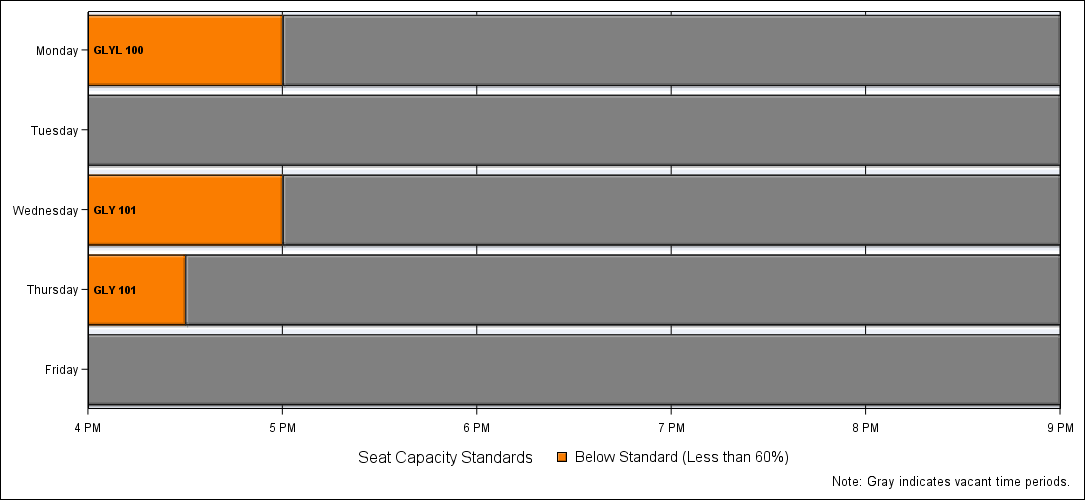 Monday
GLYL 100
Tuesday
Wednesday
GLY 101
Thursday
GLY 101
Friday
4 PM 5 PM 6 PM 7 PM 8 PM 9 PM
Seat Capacity Standards Below Standard (Less than 60%)
Note: Gray indicates vacant time periods.